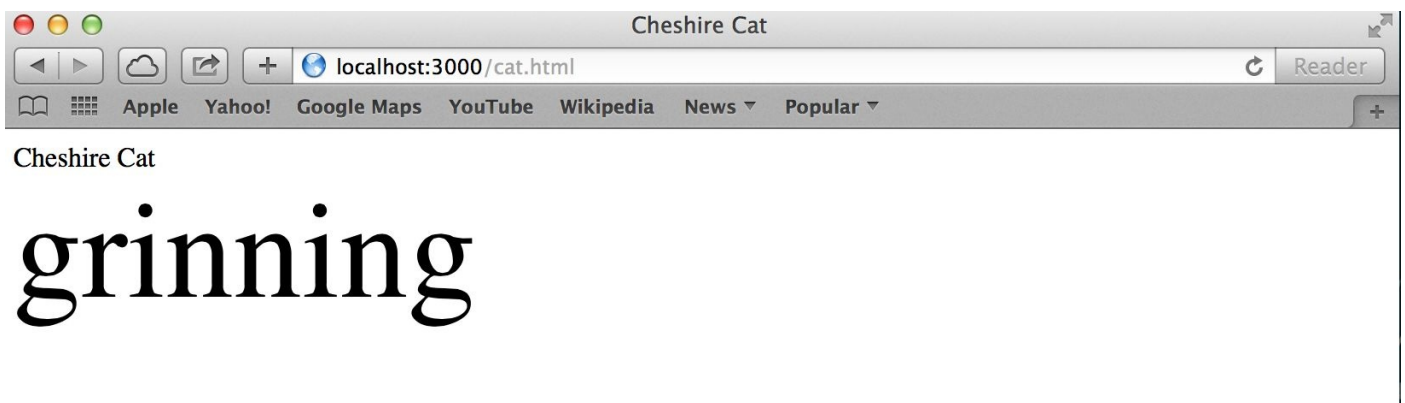 Cheshire Cat
localhost:3000/cat.html Reader
Apple Yahoo! Google Maps YouTube Wikipedia News Popular
Cheshire Cat
grinning